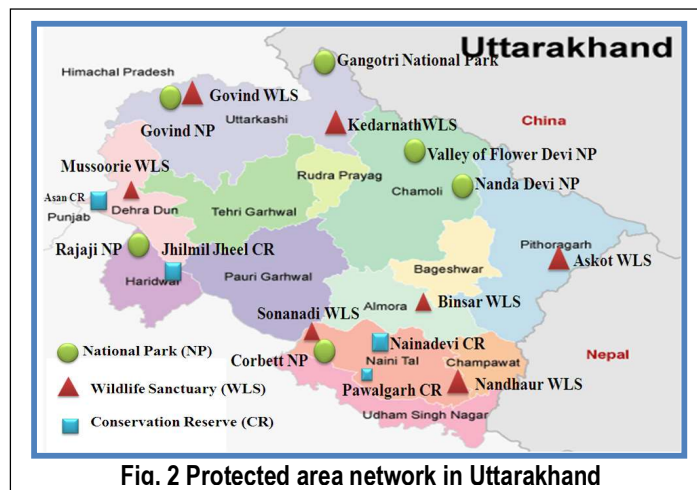 Uttarakhand
Gangotri National Park
Himachal Pradesh
Govind WLS
Uttarkashi
Govind NP
KedarnathWLS
China
Mussoorie WLS
Valley of Flower Devi NP
Rudra Prayag
Chamoli
Nanda Devi NP
Asan CR
Punjab
Dehra Dun
Tehri Garhwal
Rajaji NP
Jhilmil Jheel CR
Pithoragarh
Askot WLS
Haridwar
Pauri Garhwal
Bageshwar
Almora
Binsar WLS
Sonanadi WLS
National Park (NP)
Corbett NP
Nainadevi CR
Naini Tal
Champawat
Nepal
Wildlife Sanctuary (WLS)
Pawalgarh CR
Nandhaur WLS
Udham Singh Nagar
Conservation Reserve (CR)
Fig. 2 Protected area network in Uttarakhand